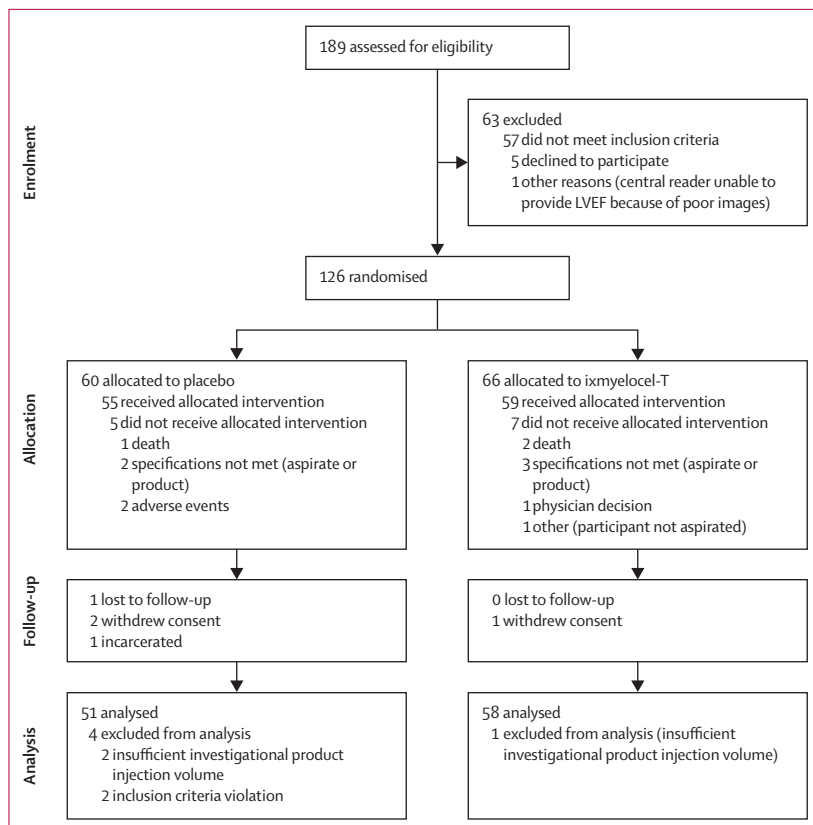 Enrolment
189 assessed for eligibility
63 excluded
57 did not meet inclusion criteria
5 declined to participate
1 other reasons (central reader unable to
provide LVEF because of poor images)
126 randomised
Allocation
60 allocated to placebo
55 received allocated intervention
5 did not receive allocated intervention
1 death
2 specifications not met (aspirate or
product)
2 adverse events
66 allocated to ixmyelocel-T
59 received allocated intervention
7 did not receive allocated intervention
2 death
3 specifications not met (aspirate or
product)
1 physician decision
1 other (participant not aspirated)
Follow-up
1 lost to follow-up
2 withdrew consent
1 incarcerated
0 lost to follow-up
1 withdrew consent
Analysis
51 analysed
4 excluded from analysis
2 insufficient investigational product
injection volume
2 inclusion criteria violation
58 analysed
1 excluded from analysis (insufficient
investigational product injection volume)